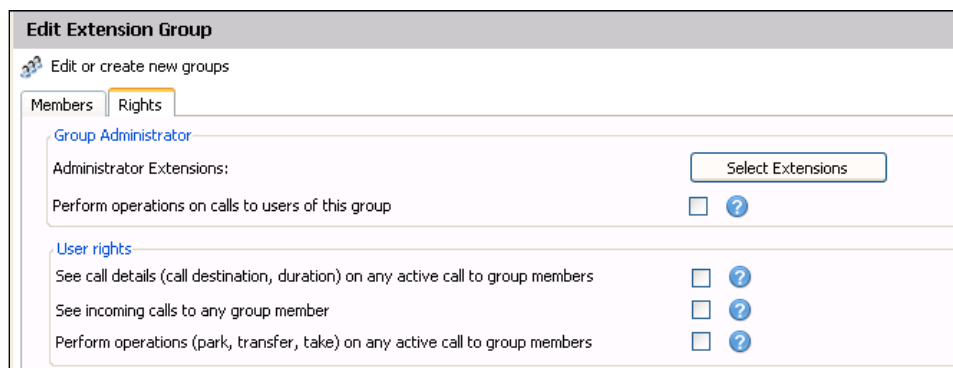 Edit Extension Group
Edit or create new groups
Members Rights
Group Administrator
Administrator Extensions: Select Extensions
Perform operations on calls to users of this group ?
User rights
See call details (call destination, duration) on any active call to group members ?
See incoming calls to any group member ?
Perform operations (park, transfer, take) on any active call to group members ?